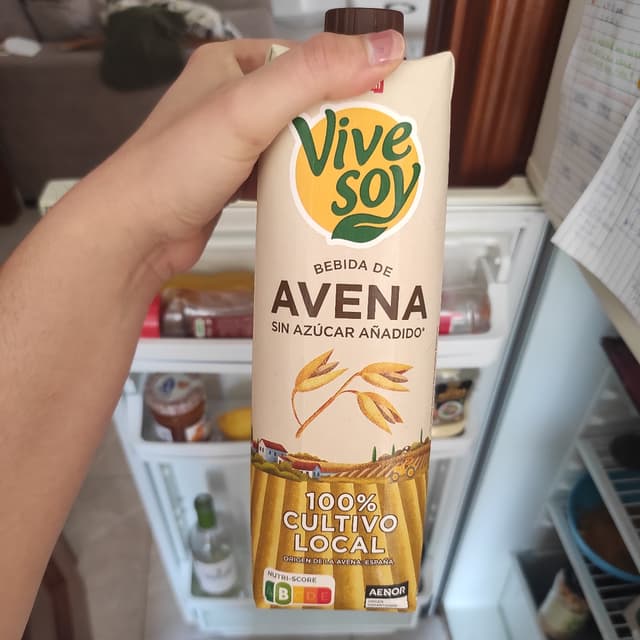 Vive
soy
BEBIDA DE
AVENA
SIN AZÚCAR AÑADIDO*
100%
CULTIVO
LOCAL
ORIGEN DE LA AVENA: ESPAÑA
NUTRI-SCORE
A B C D E
AENOR